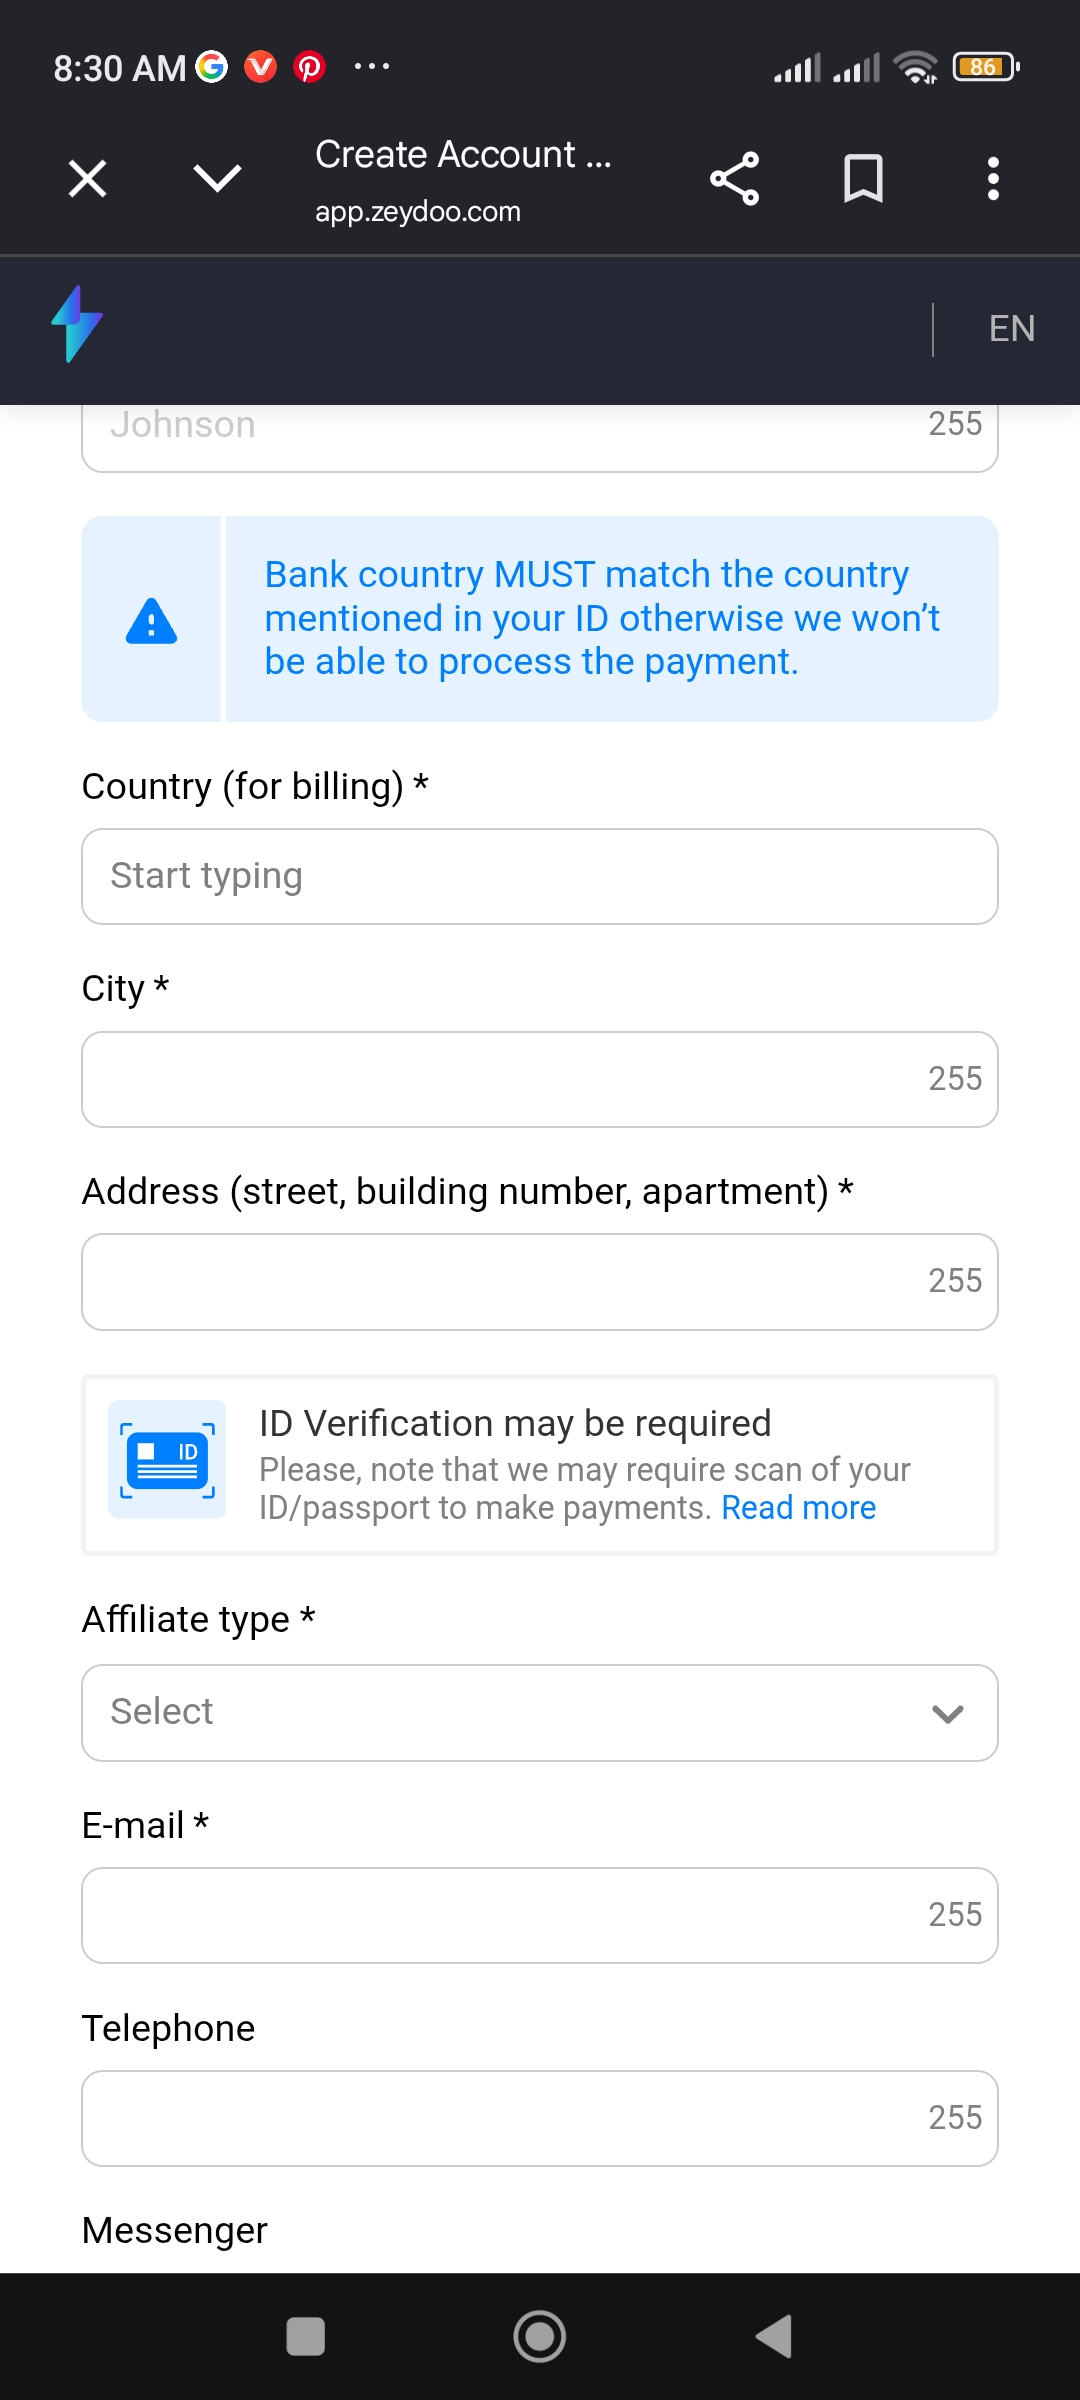 8:30 AM
86
Create Account ...
app.zeydoo.com
EN
Johnson
255
Bank country MUST match the country
mentioned in your ID otherwise we won’t
be able to process the payment.
Country (for billing) *
Start typing
City *
255
Address (street, building number, apartment) *
255
ID
ID Verification may be required
Please, note that we may require scan of your
ID/passport to make payments. Read more
Affiliate type *
Select
E-mail *
255
Telephone
255
Messenger